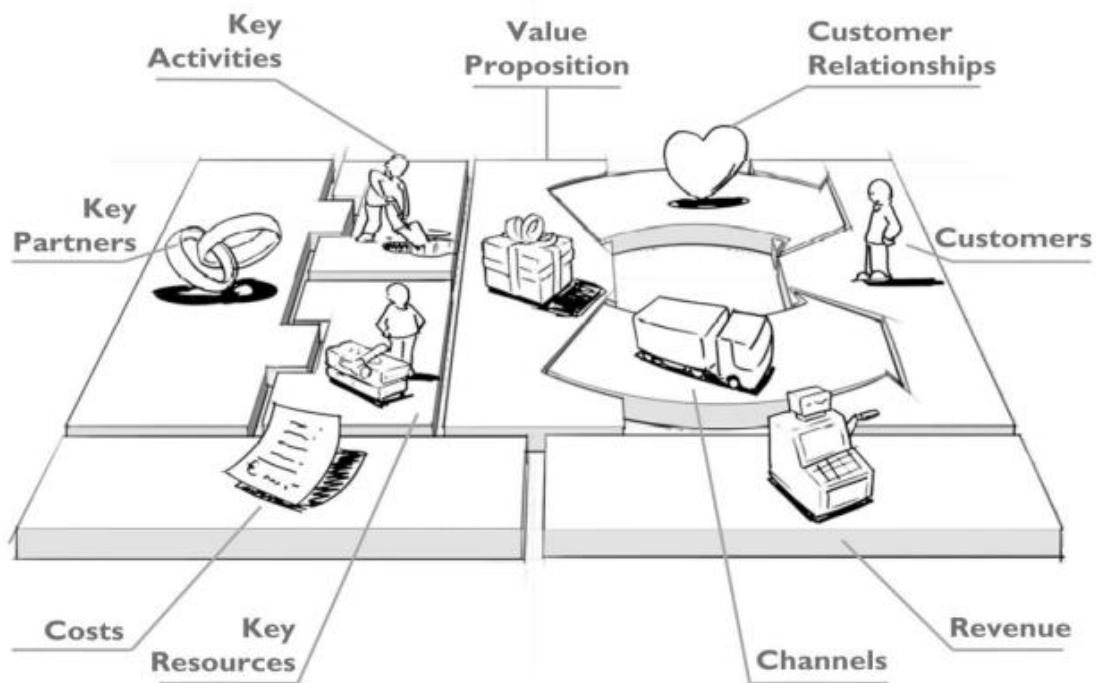 Key
Activities
Value
Proposition
Customer
Relationships
Key
Partners
Customers
Costs
Key
Resources
Channels
Revenue